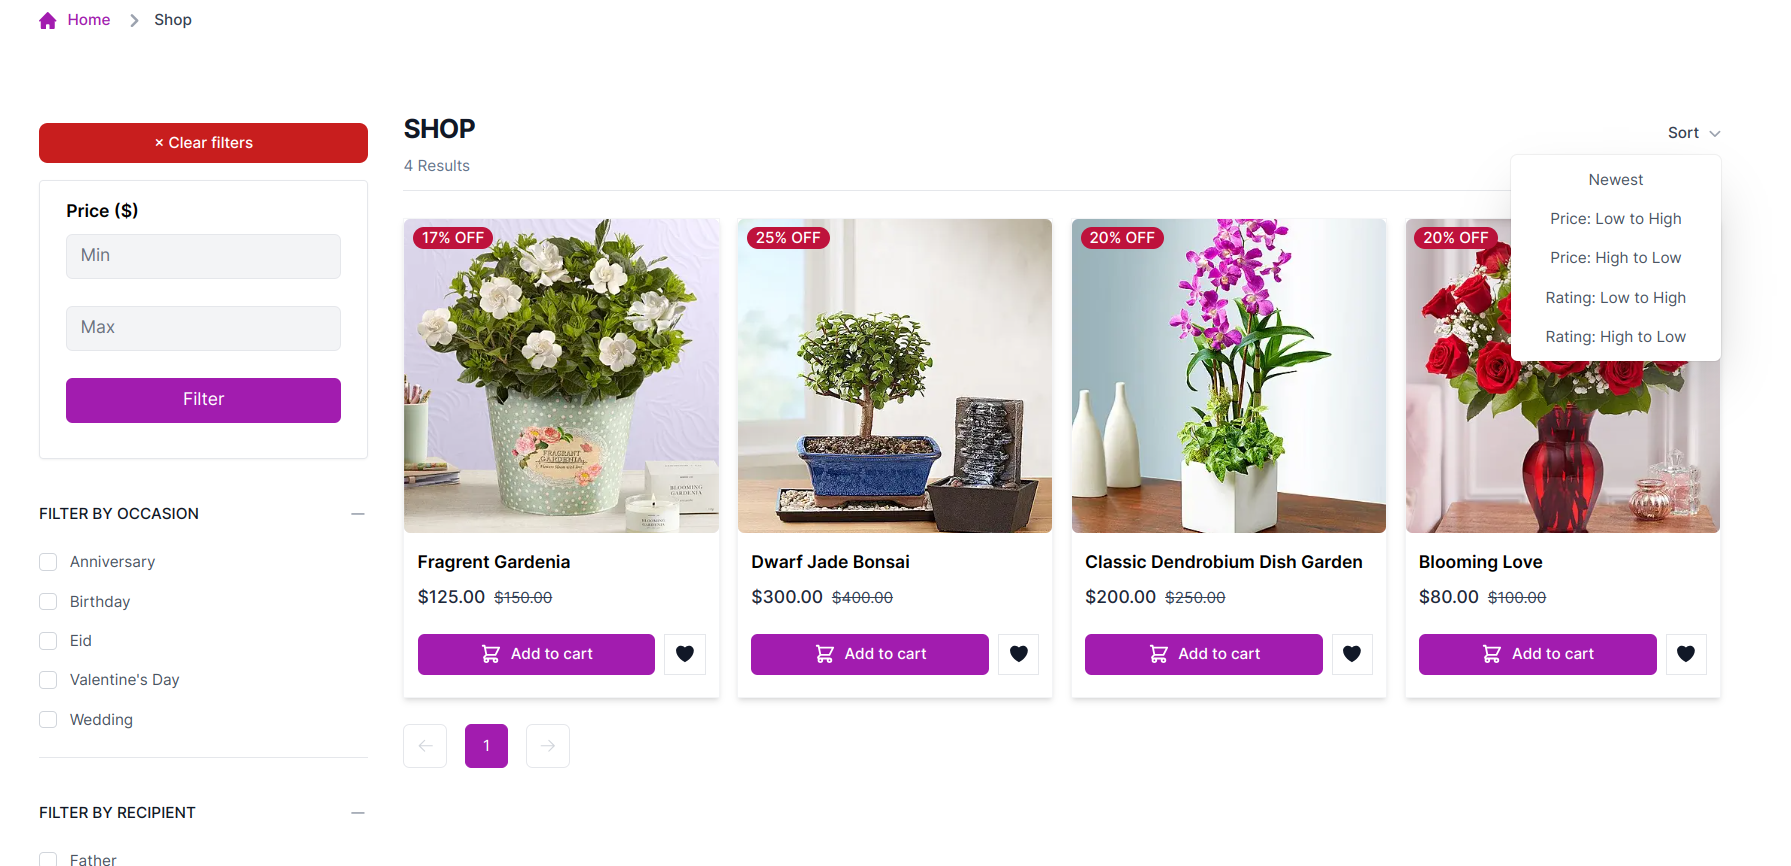 Home
Shop
× Clear filters
Price ($)
Min
Max
Filter
FILTER BY OCCASION
Anniversary
Birthday
Eid
Valentine's Day
Wedding
FILTER BY RECIPIENT
Father
SHOP
4 Results
Sort
Newest
Price: Low to High
Price: High to Low
Rating: Low to High
Rating: High to Low
17% OFF
FRAGRANT
GARDENIA
BLOOMING
GARDENIA
Fragrent Gardenia
$125.00 $150.00
Add to cart
25% OFF
Dwarf Jade Bonsai
$300.00 $400.00
Add to cart
20% OFF
Classic Dendrobium Dish Garden
$200.00 $250.00
Add to cart
20% OFF
Blooming Love
$80.00 $100.00
Add to cart
1